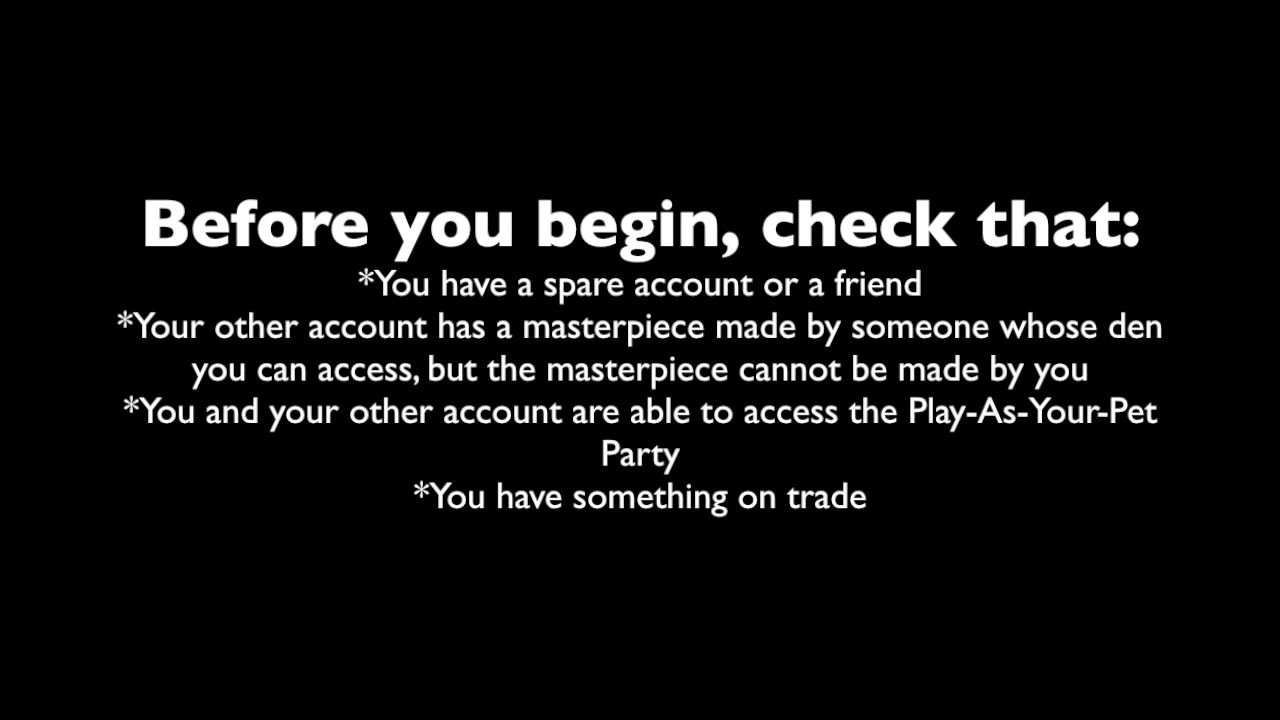 Before you begin, check that:
*You have a spare account or a friend
*Your other account has a masterpiece made by someone whose den
you can access, but the masterpiece cannot be made by you
*You and your other account are able to access the Play-As-Your-Pet
Party
*You have something on trade